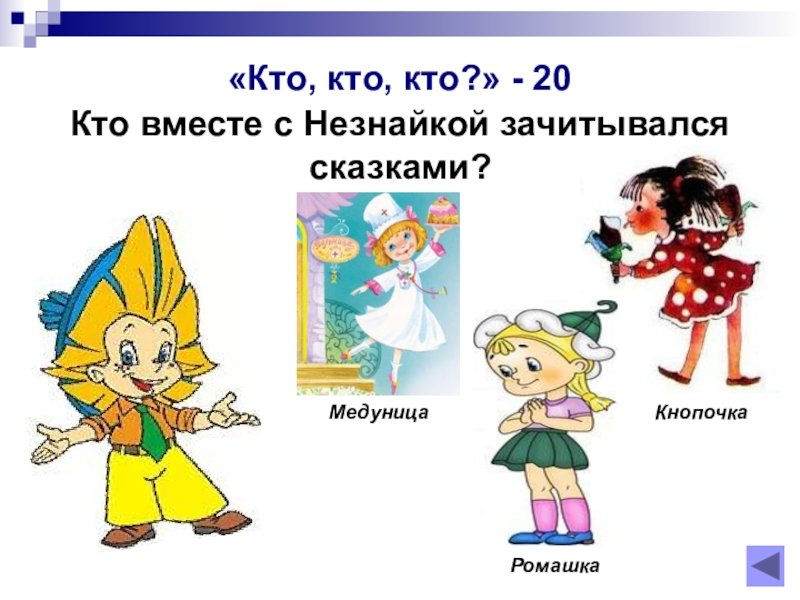 «Кто, кто, кто?» - 20
Кто вместе с Незнайкой зачитывался
сказками?
Медуница
Кнопочка
Ромашка